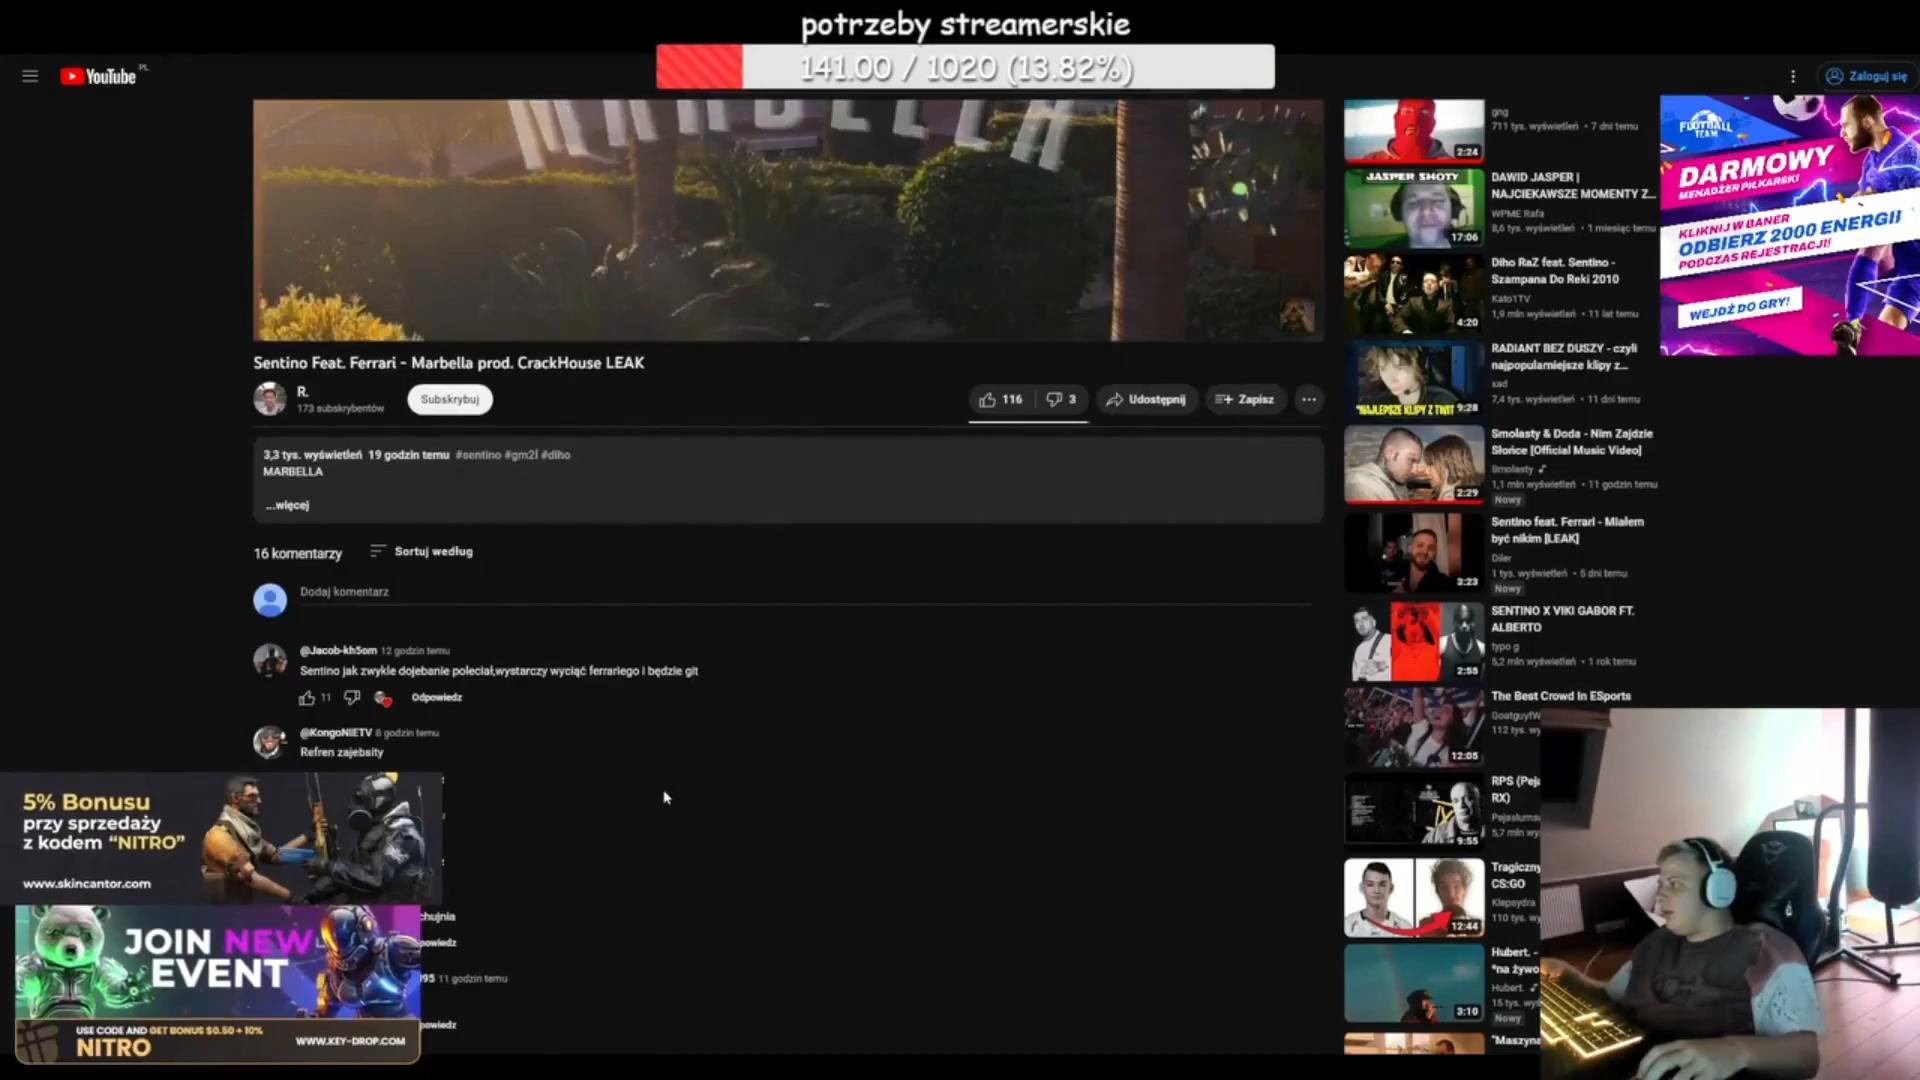 potrzeby streamerskie
141.00 / 1020 (13.82%)
YouTube PL
Zaloguj się
MARBELLA
Sentino Feat. Ferrari - Marbella prod. CrackHouse LEAK
R.
173 subskrybentów
Subskrybuj
116
3
Udostępnij
Zapisz
3,3 tys. wyświetleń 19 godzin temu #sentino #gm2l #diho
MARBELLA
...więcej
16 komentarzy
Sortuj według
Dodaj komentarz
@Jacob-kh5om 12 godzin temu
Sentino jak zwykle dojebanie poleciał,wystarczy wyciąć ferrariego i będzie git
11
Odpowiedz
@KongoNIETV 8 godzin temu
Refren zajebsity
chujnia
powiedz
395 11 godzin temu
powiedz
5% Bonusu
przy sprzedaży
z kodem “NITRO”
www.skincantor.com
JOIN NEW
EVENT
USE CODE AND GET BONUS $0.50 + 10%
NITRO
WWW.KEY-DROP.COM
gng
711 tys. wyświetleń • 7 dni temu
2:24
JASPER SHOTY
17:06
DAWID JASPER |
NAJCIEKAWSZE MOMENTY Z...
WPME Rafa
8,6 tys. wyświetleń • 1 miesiąc temu
4:20
Diho RaZ feat. Sentino -
Szampana Do Reki 2010
Kato1TV
1,9 mln wyświetleń • 11 lat temu
"NAJLEPSZE KLIPY Z TWIT
9:28
RADIANT BEZ DUSZY - czyli
najpopularniejsze klipy z...
xad
7,4 tys. wyświetleń • 11 dni temu
2:29
Smolasty & Doda - Nim Zajdzie
Słońce [Official Music Video]
Smolasty
1,1 mln wyświetleń • 11 godzin temu
Nowy
3:23
Sentino feat. Ferrari - Miałem
być nikim [LEAK]
Diler
1 tys. wyświetleń • 5 dni temu
Nowy
2:55
SENTINO X VIKI GABOR FT.
ALBERTO
typo g
5,2 mln wyświetleń • 1 rok temu
12:05
The Best Crowd In ESports
GoatguyfW
112 tys. wy
9:55
RPS (Peja
RX)
Pejaslums
5,7 mln wy
12:44
Tragiczny
CS:GO
Klepsydra
110 tys. wy
3:10
Hubert. -
*na żywo
Hubert.
15 tys. wyś
Nowy
"Maszyna
FOOTBALL
TEAM
DARMOWY
MENADŻER PIŁKARSKI
KLIKNIJ W BANER
ODBIERZ 2000 ENERGII
PODCZAS REJESTRACJI!
WEJDŹ DO GRY!